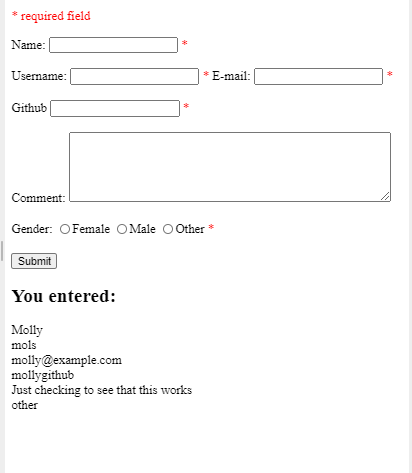 * required field
Name: *
Username: * E-mail: *
Github *
Comment:
Gender: Female Male Other *
Submit
You entered:
Molly
mols
molly@example.com
mollygithub
Just checking to see that this works
other